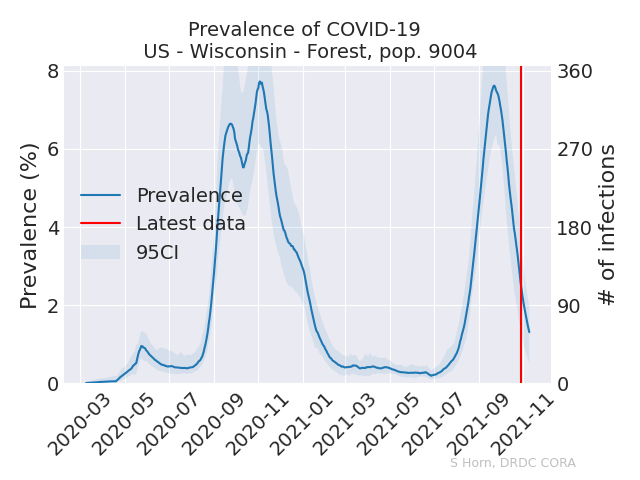 Prevalence of COVID-19
US - Wisconsin - Forest, pop. 9004
Prevalence (%)
8
6
4
2
0
360
270
180
90
0
# of infections
Prevalence
Latest data
95CI
2020-03
2020-05
2020-07
2020-09
2020-11
2021-01
2021-03
2021-05
2021-07
2021-09
2021-11
S Horn, DRDC CORA